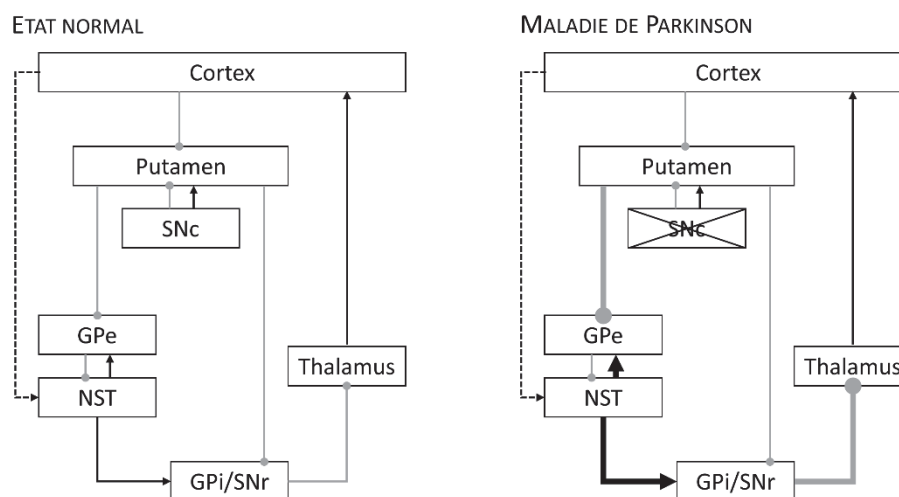 ETAT NORMAL
Cortex
Putamen
SNc
GPe
Thalamus
NST
GPi/SNr
MALADIE DE PARKINSON
Cortex
Putamen
SNc
GPe
Thalamus
NST
GPi/SNr